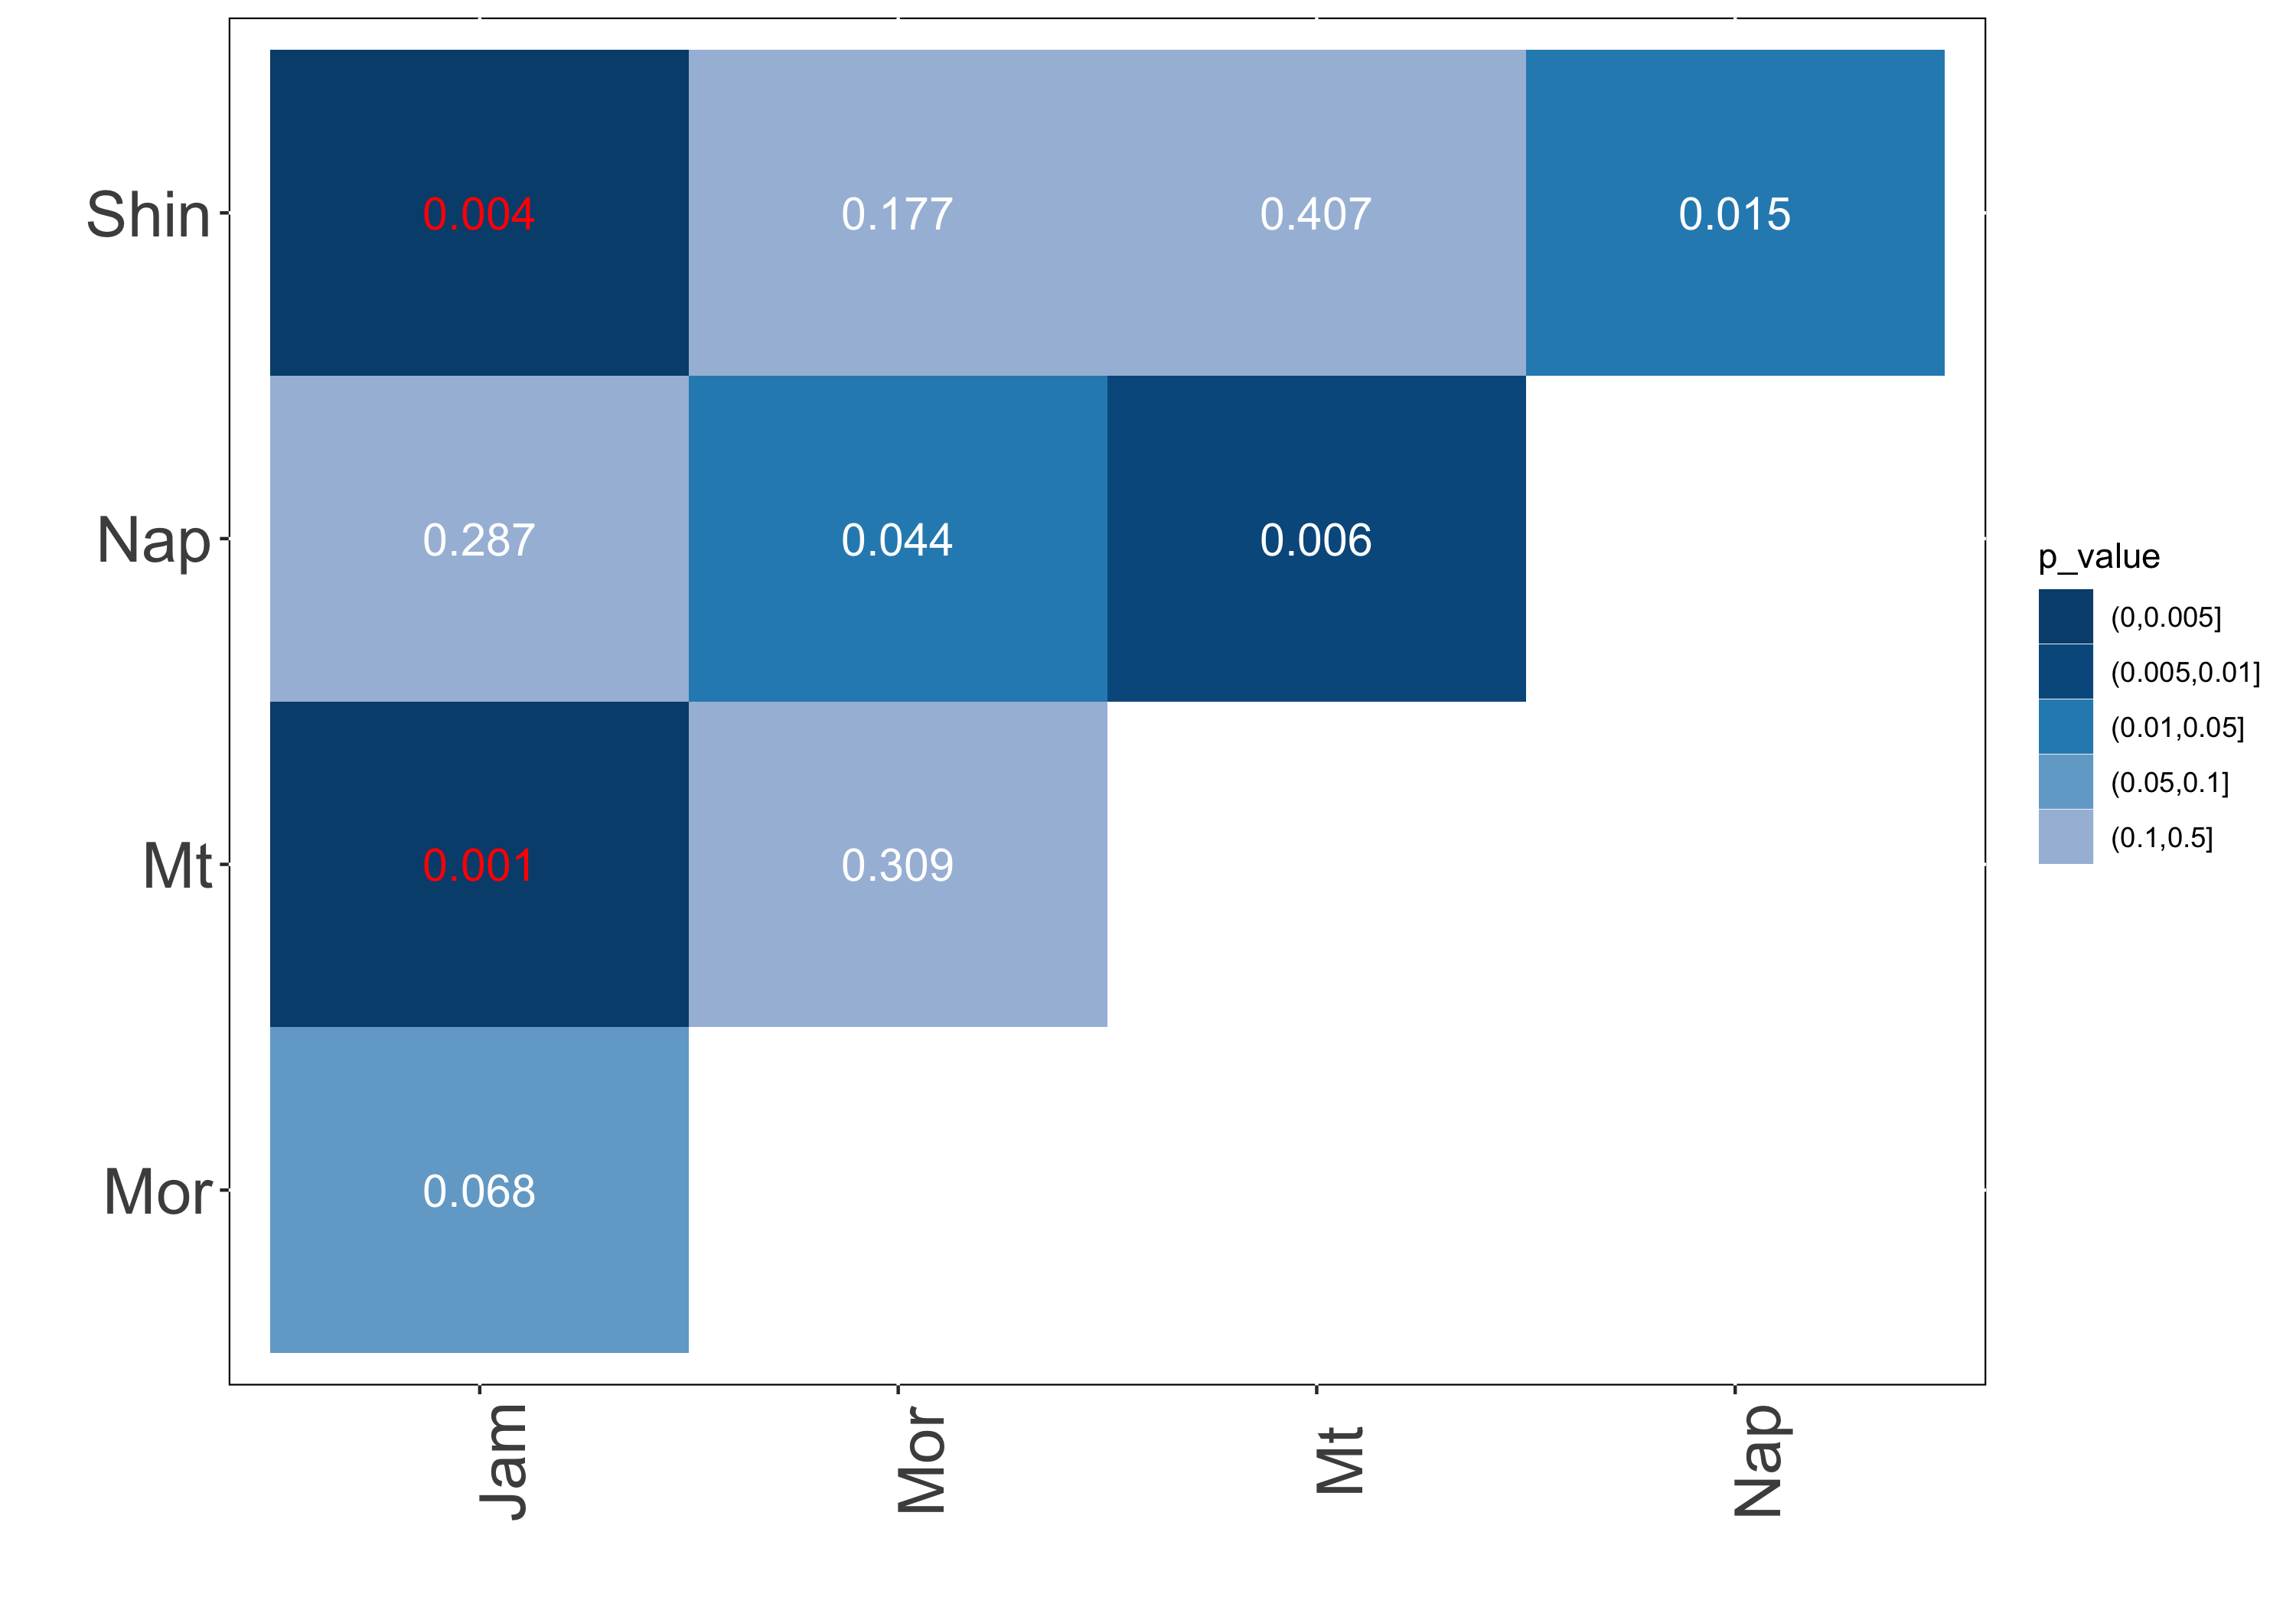 Shin 0.004 0.177 0.407 0.015
Nap 0.287 0.044 0.006
Mt 0.001 0.309
Mor 0.068
Jam Mor Mt Nap
p_value
(0,0.005]
(0.005,0.01]
(0.01,0.05]
(0.05,0.1]
(0.1,0.5]